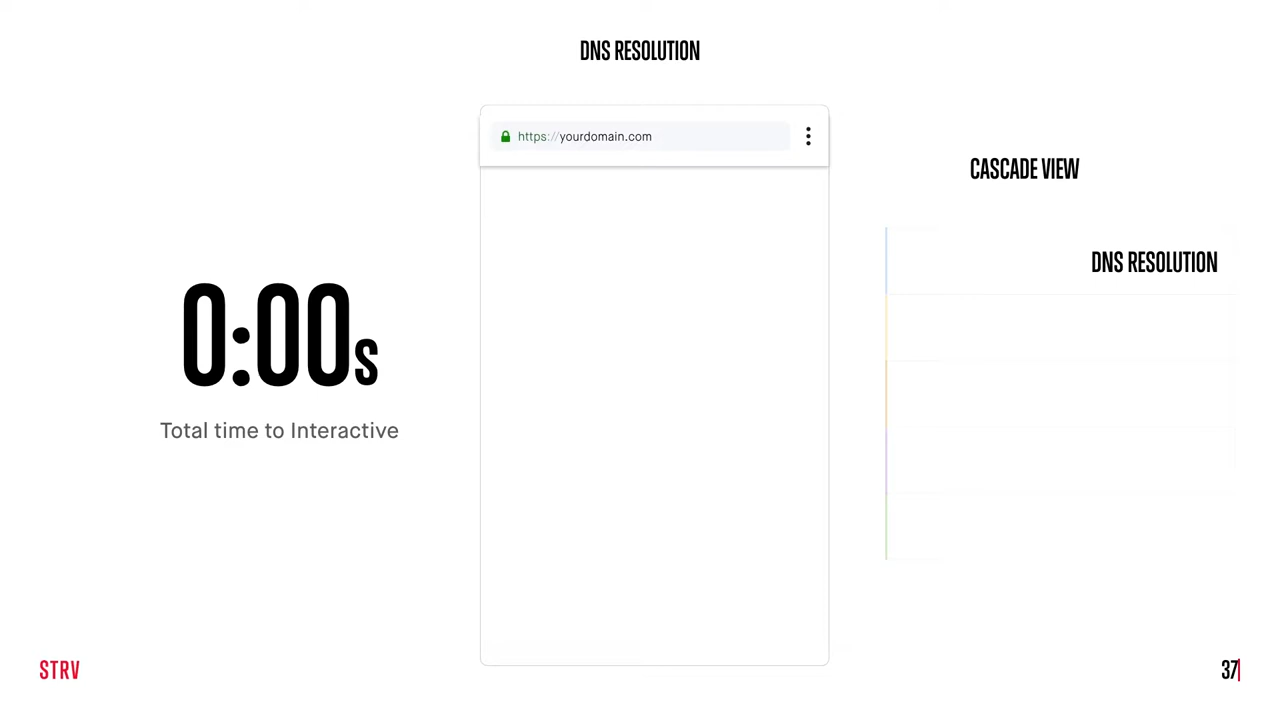 DNS RESOLUTION
https://yourdomain.com
CASCADE VIEW
DNS RESOLUTION
0:00s
Total time to Interactive
STRV
37